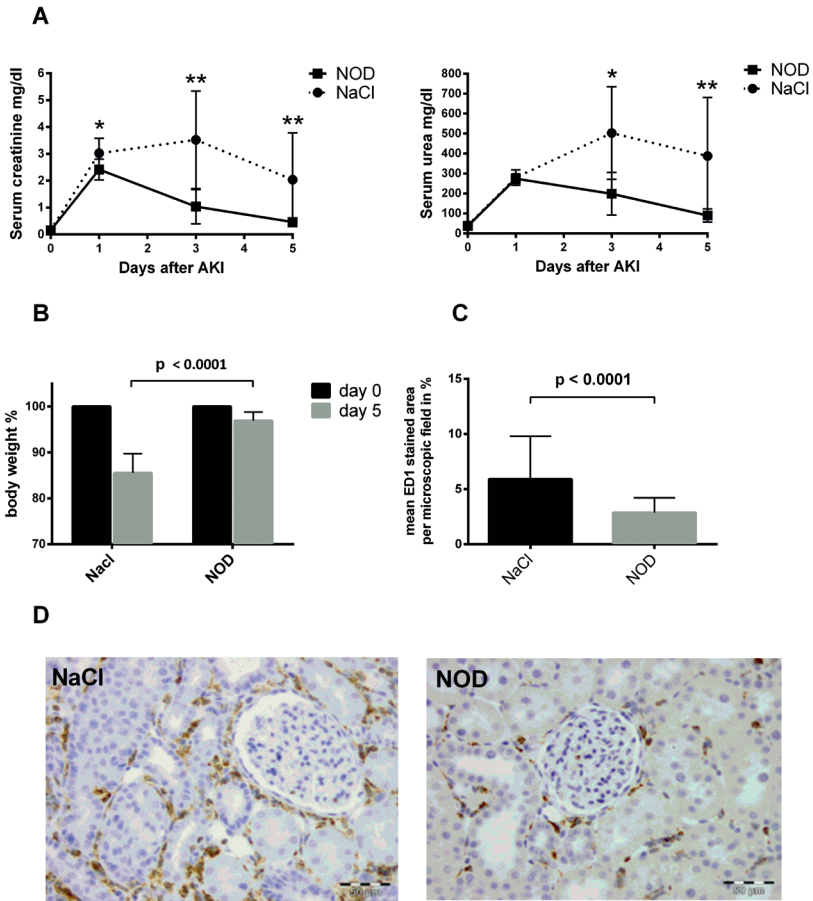 A
Serum creatinine mg/dl
6
5
4
3
2
1
0
* ** **
0 1 2 3 4 5
Days after AKI
NOD
NaCl
Serum urea mg/dl
800
700
600
500
400
300
200
100
0
* **
0 1 2 3 4 5
Days after AKI
NOD
NaCl
B
body weight %
100
90
80
70
p < 0.0001
day 0
day 5
NaCl
NOD
C
mean ED1 stained area
per microscopic field in %
15
10
5
0
p < 0.0001
NaCl
NOD
D
NaCl
50 µm
NOD
50 µm